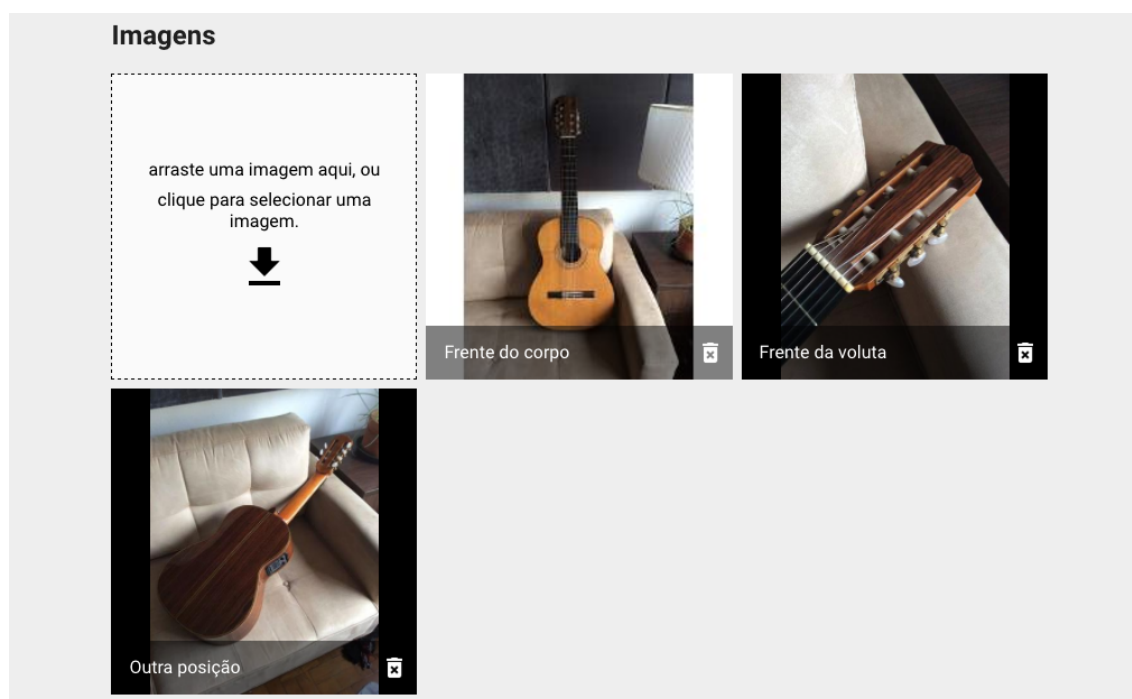 Imagens
arraste uma imagem aqui, ou
clique para selecionar uma
imagem.
Frente do corpo
Frente da voluta
Outra posição